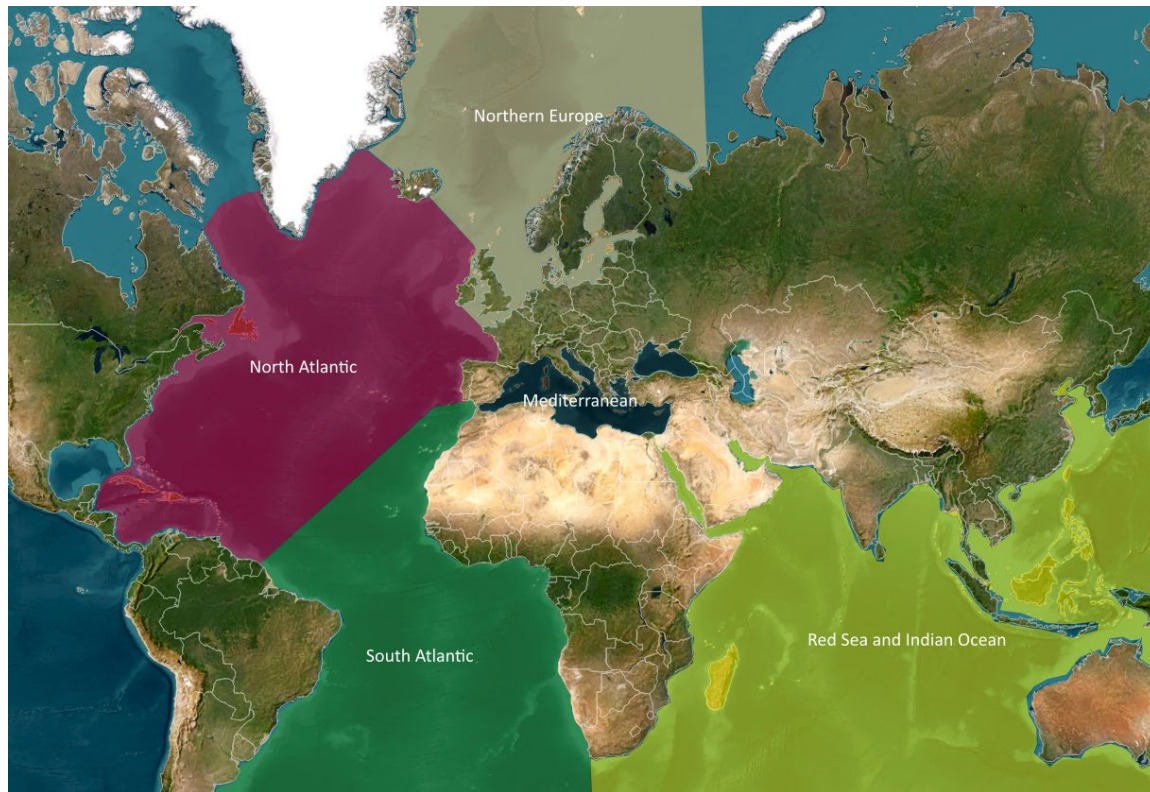 Northern Europe
North Atlantic
Mediterranean
South Atlantic
Red Sea and Indian Ocean